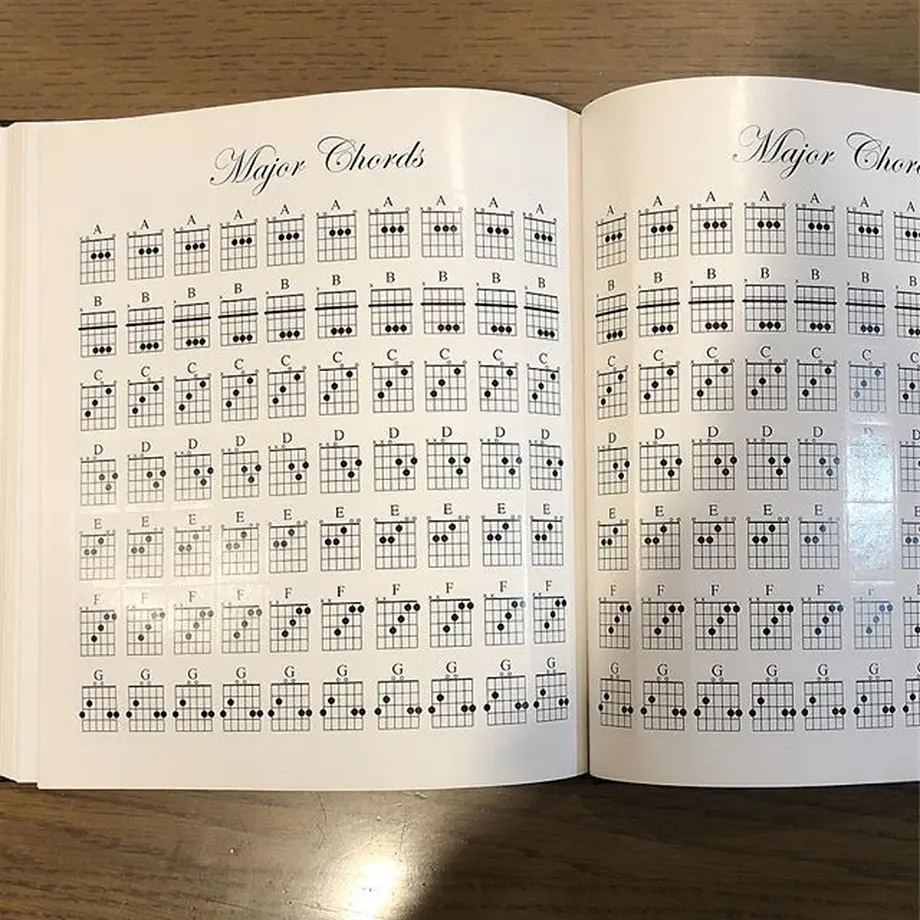 Major Chords
A A A A A A A A A A
B B B B B B B B B B
C C C C C C C C C C
D D D D D D D D D D
E E E E E E E E E E
F F F F F F F F F F
G G G G G G G G G G
Major Chor
A A A A A A A
B B B B B B B
C C C C C C C
D D D D D D D
E E E E E E
F F F F F F
G G G G G G